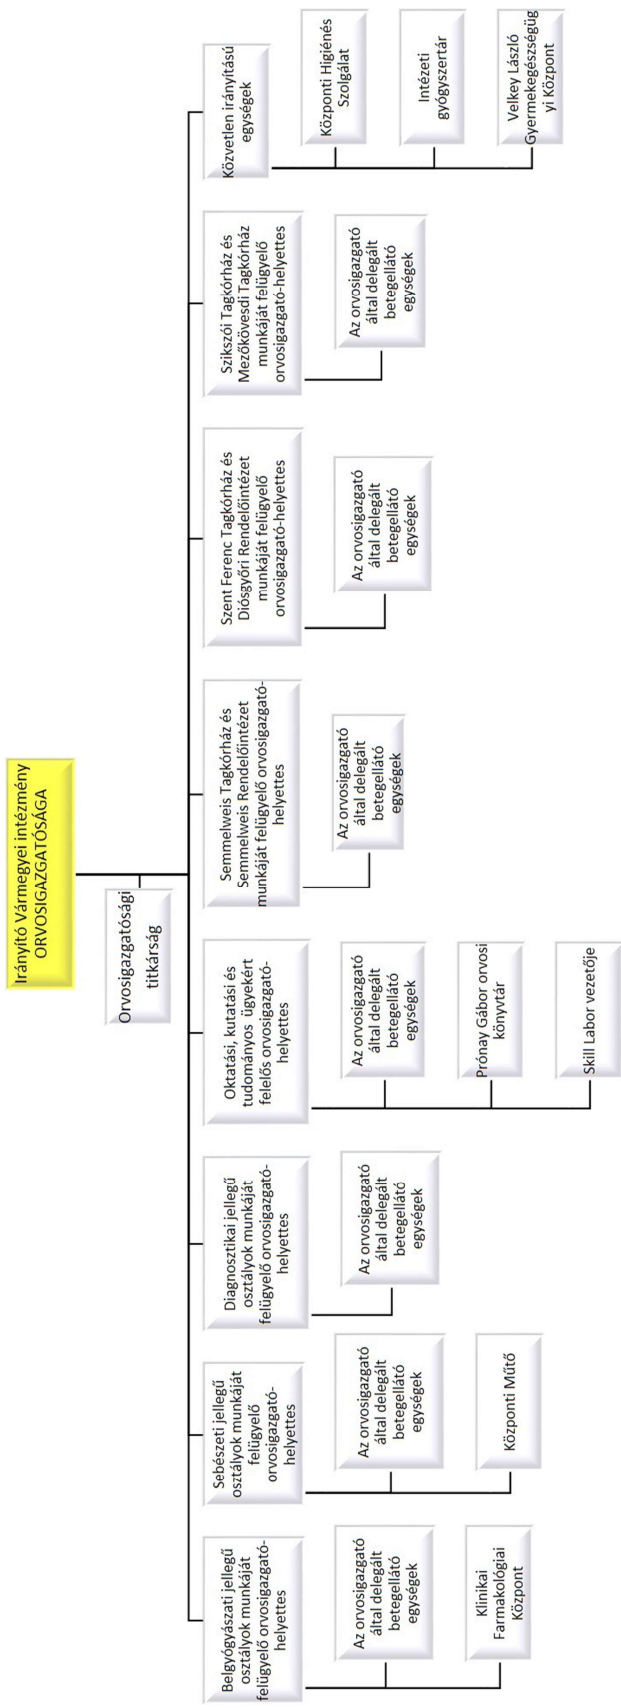 Irányító Vármegyei intézmény
ORVOSIGAZGATÓSÁGA
Orvosigazgatósági
titkárság
Belgyógyászati jellegű
osztályok munkáját
felügyelő orvosigazgató-
helyettes
Az orvosigazgató
által delegált
betegellátó
egységek
Klinikai
Farmakológiai
Központ
Sebészeti jellegű
osztályok munkáját
felügyelő
orvosigazgató-
helyettes
Az orvosigazgató
által delegált
betegellátó
egységek
Központi Műtő
Diagnosztikai jellegű
osztályok munkáját
felügyelő orvosigazgató-
helyettes
Az orvosigazgató
által delegált
betegellátó
egységek
Oktatási, kutatási és
tudományos ügyekért
felelős orvosigazgató-
helyettes
Az orvosigazgató
által delegált
betegellátó
egységek
Prónay Gábor orvosi
könyvtár
Skill Labor vezetője
Semmelweis Tagkórház és
Semmelweis Rendelőintézet
munkáját felügyelő orvosigazgató-
helyettes
Az orvosigazgató
által delegált
betegellátó
egységek
Szent Ferenc Tagkórház és
Diósgyőri Rendelőintézet
munkáját felügyelő
orvosigazgató-helyettes
Az orvosigazgató
által delegált
betegellátó
egységek
Szikszói Tagkórház és
Mezőkövesdi Tagkórház
munkáját felügyelő
orvosigazgató-helyettes
Az orvosigazgató
által delegált
betegellátó
egységek
Közvetlen irányítású
egységek
Központi Higiénés
Szolgálat
Intézeti
gyógyszertár
Velkey László
Gyermekegészségüg
yi Központ